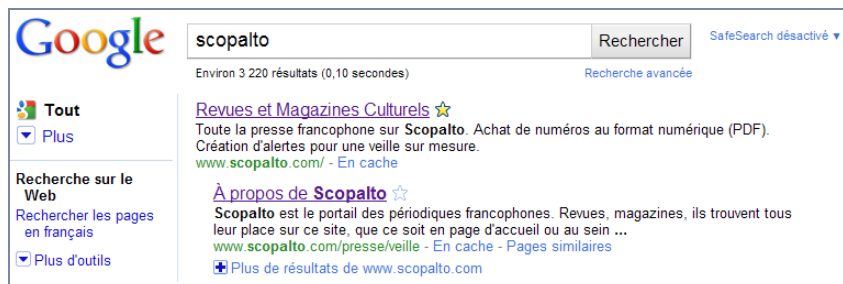 Google
scopalto
Rechercher
SafeSearch désactivé ▼
Environ 3 220 résultats (0,10 secondes)
Recherche avancée
Tout
Plus
Recherche sur le
Web
Rechercher les pages
en français
Plus d'outils
Revues et Magazines Culturels
Toute la presse francophone sur Scopalto. Achat de numéros au format numérique (PDF).
Création d'alertes pour une veille sur mesure.
www.scopalto.com/ - En cache
À propos de Scopalto
Scopalto est le portail des périodiques francophones. Revues, magazines, ils trouvent tous
leur place sur ce site, que ce soit en page d'accueil ou au sein ...
www.scopalto.com/presse/veille - En cache - Pages similaires
Plus de résultats de www.scopalto.com